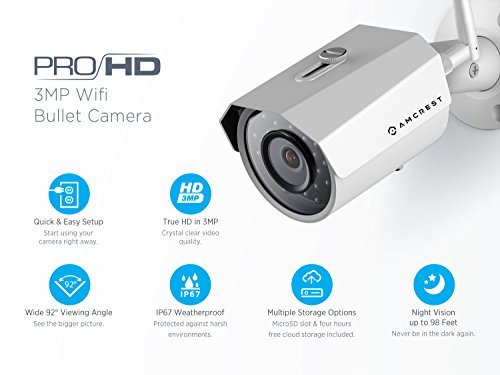 PRO/HD
3MP Wifi
Bullet Camera
AMCREST
Quick & Easy Setup
Start using your
camera right away.
HD
3MP
True HD in 3MP
Crystal clear video
quality.
92°
Wide 92° Viewing Angle
See the bigger picture.
IP67
IP67 Weatherproof
Protected against harsh
environments.
Multiple Storage Options
MicroSD slot & four hours
free cloud storage included.
Night Vision
up to 98 Feet
Never be in the dark again.